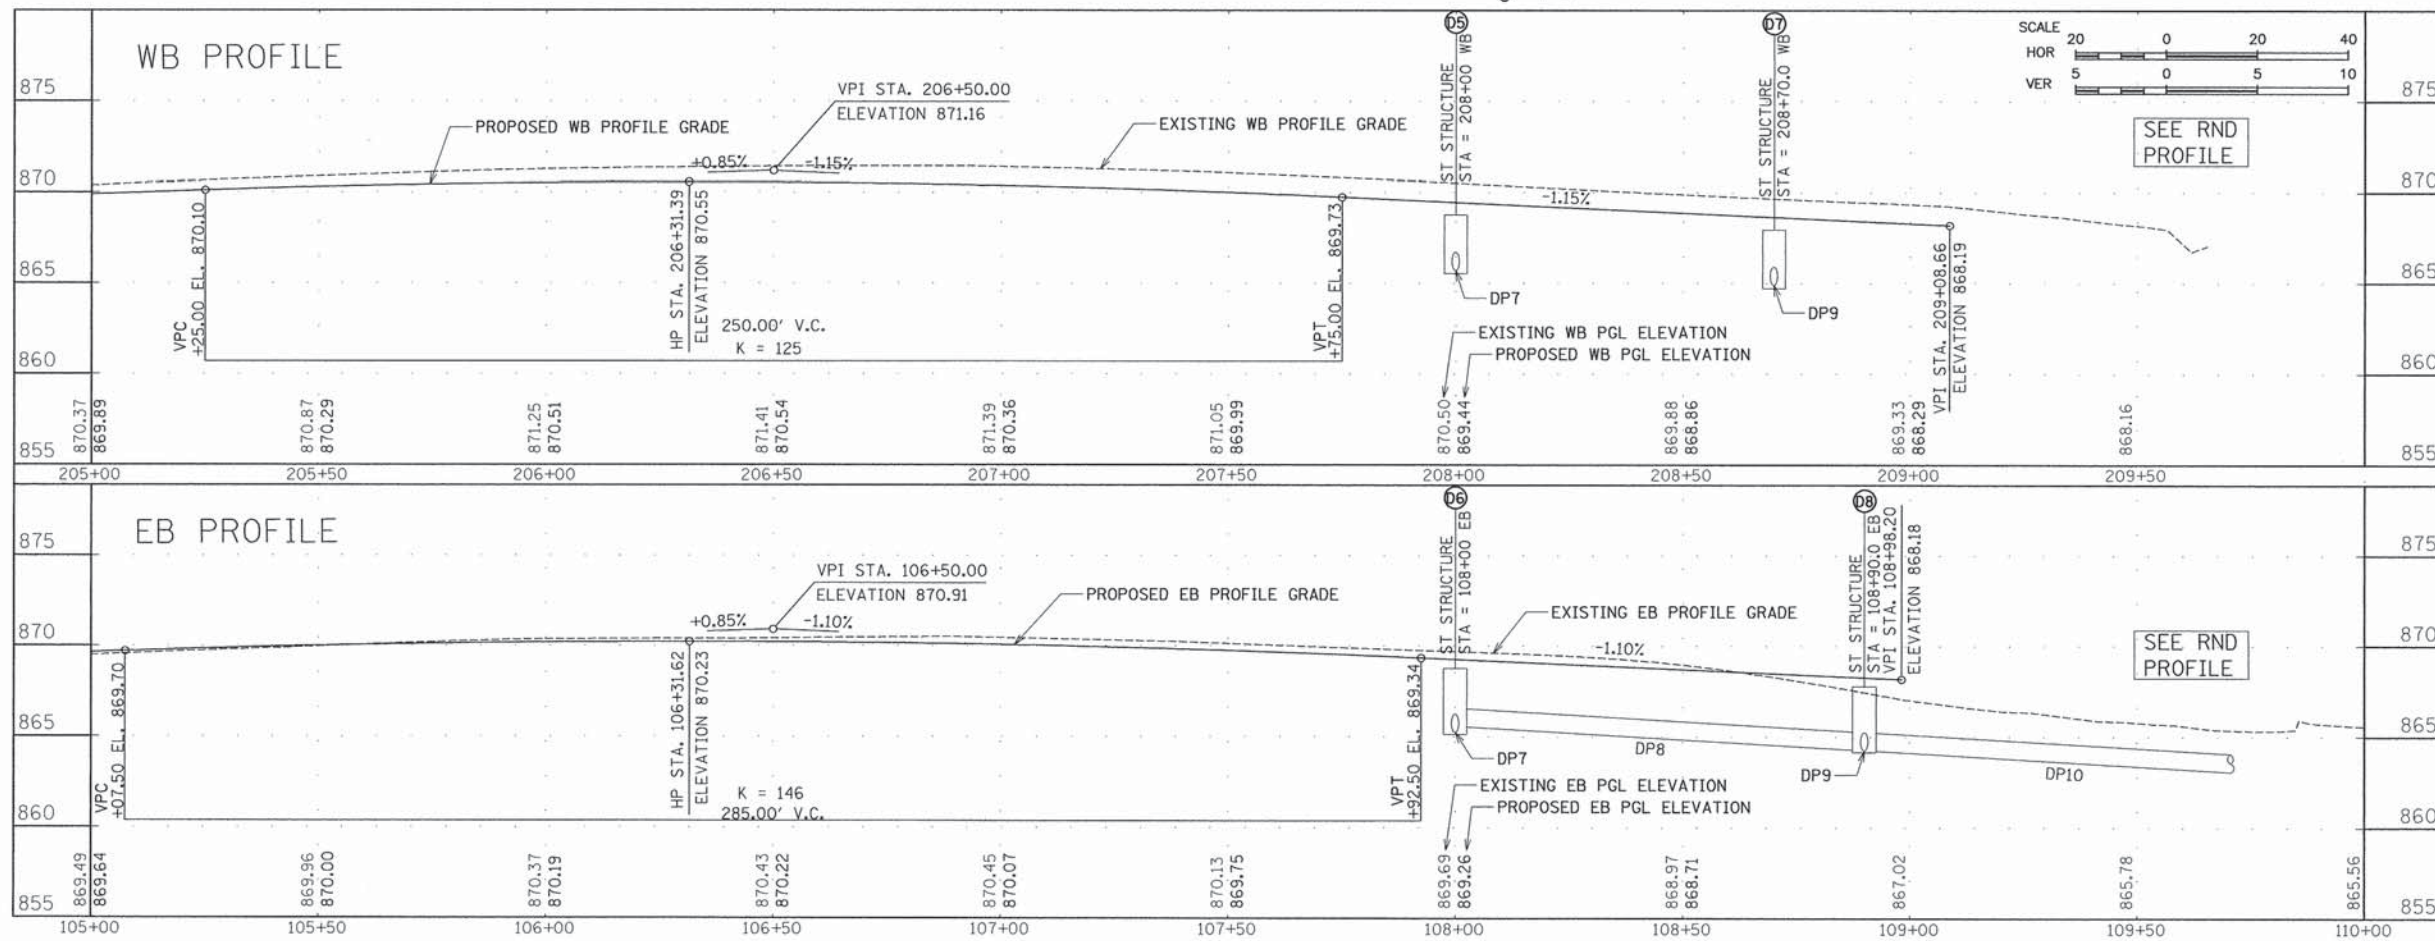 WB PROFILE
875
870
865
860
855
PROPOSED WB PROFILE GRADE
VPI STA. 206+50.00
ELEVATION 871.16
+0.85%
-1.15%
EXISTING WB PROFILE GRADE
D5
ST STRUCTURE
STA = 208+00 WB
D7
ST STRUCTURE
STA = 208+70.0 WB
SCALE
HOR
20 0 20 40
VER
5 0 5 10
SEE RND
PROFILE
-1.15%
875
870
865
860
855
VPC
+25.00 EL. 870.10
HP STA. 206+31.39
ELEVATION 870.55
250.00' V.C.
K = 125
VPT
+75.00 EL. 869.73
DP7
DP9
EXISTING WB PGL ELEVATION
PROPOSED WB PGL ELEVATION
VPI STA. 209+08.66
ELEVATION 868.19
870.37
869.89
870.87
870.29
871.25
870.51
871.41
870.54
871.39
870.36
871.05
869.99
870.50
869.44
869.88
868.86
869.33
868.29
868.16
205+00 205+50 206+00 206+50 207+00 207+50 208+00 208+50 209+00 209+50
EB PROFILE
875
870
865
860
855
VPI STA. 106+50.00
ELEVATION 870.91
+0.85%
-1.10%
PROPOSED EB PROFILE GRADE
D6
ST STRUCTURE
STA = 108+00 EB
EXISTING EB PROFILE GRADE
-1.10%
D8
ST STRUCTURE
STA = 108+90.0 EB
VPI STA. 108+98.20
ELEVATION 868.18
SEE RND
PROFILE
875
870
865
860
855
VPC
+07.50 EL. 869.70
HP STA. 106+31.62
ELEVATION 870.23
K = 146
285.00' V.C.
VPT
+92.50 EL. 869.34
DP7
DP8
DP9
DP10
EXISTING EB PGL ELEVATION
PROPOSED EB PGL ELEVATION
869.49
869.64
869.96
870.00
870.37
870.19
870.43
870.22
870.45
870.07
870.13
869.75
869.69
869.26
868.97
868.71
867.02
865.78
865.56
105+00 105+50 106+00 106+50 107+00 107+50 108+00 108+50 109+00 109+50 110+00